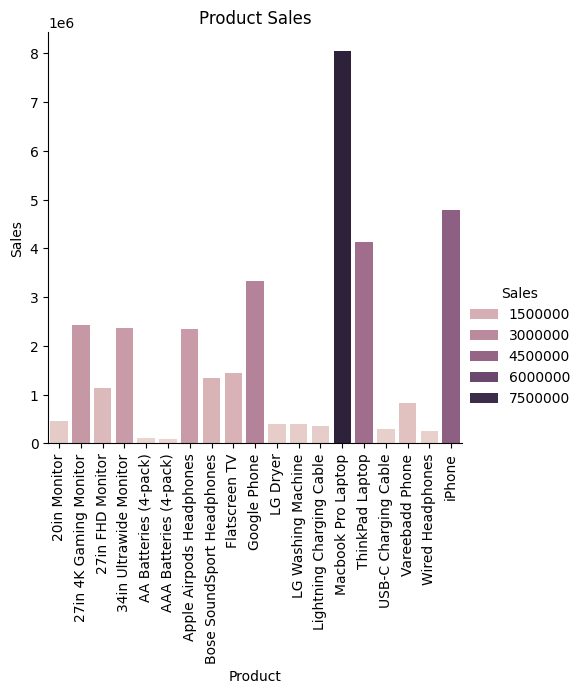 Product Sales
1e6
8
7
6
5
4
3
2
1
0
Sales
20in Monitor
27in 4K Gaming Monitor
27in FHD Monitor
34in Ultrawide Monitor
AA Batteries (4-pack)
AAA Batteries (4-pack)
Apple Airpods Headphones
Bose SoundSport Headphones
Flatscreen TV
Google Phone
LG Dryer
LG Washing Machine
Lightning Charging Cable
Macbook Pro Laptop
ThinkPad Laptop
USB-C Charging Cable
Vareebadd Phone
Wired Headphones
iPhone
Product
Sales
1500000
3000000
4500000
6000000
7500000